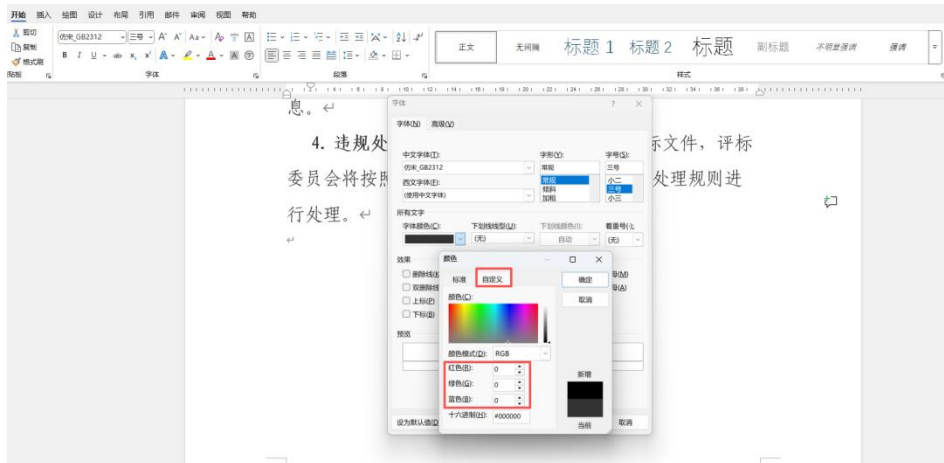 开始 插入 绘图 设计 布局 引用 邮件 审阅 视图 帮助
剪切 仿宋_GB2312 三号 Aa
复制
格式刷 B I U
正文 无间隔 标题 1 标题 2 标题 副标题 不明显强调 强调
字体 段落 样式
息。
4. 违规处
示文件，评标
委员会将按照
处理规则进
行处理。
字体 ? ×
字体(N) 高级(V)
中文字体(T): 字形(Y): 字号(S):
仿宋_GB2312 常规 三号
西文字体(F): 常规 小二
(使用中文字体) 倾斜 三号
加粗 小三
所有文字
字体颜色(C): 下划线线型(U): 下划线颜色(I): 着重号(·):
(无) 自动 (无)
效果
删除线(K
双删除线
上标(P)
下标(B)
母(M)
母(A)
预览
设为默认值(D 取消
颜色
标准 自定义 确定
取消
颜色(C):
颜色模式(D): RGB
红色(R): 0
绿色(G): 0
蓝色(B): 0
十六进制(H): #000000
新增
当前